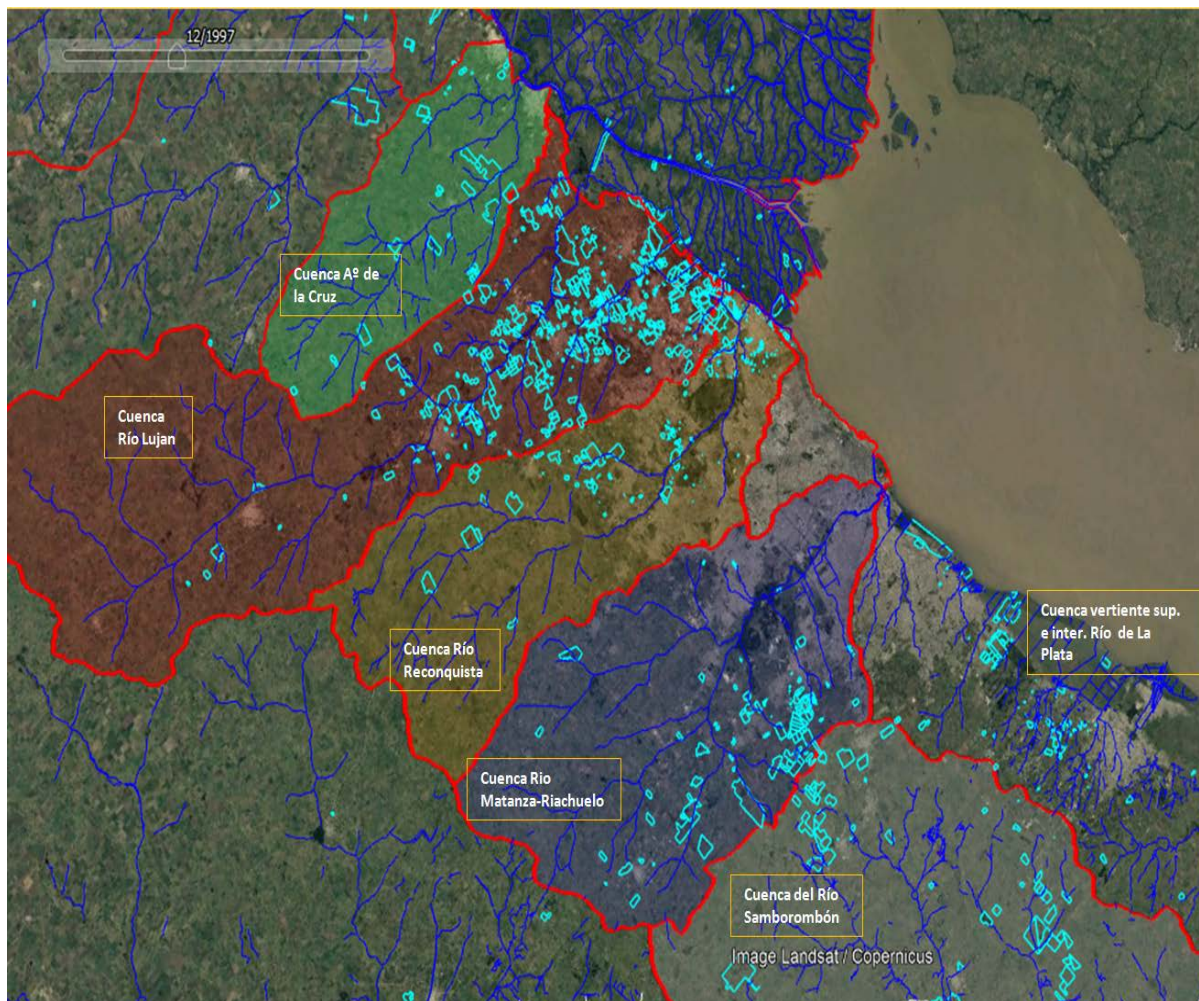 12/1997
Cuenca Aº de
la Cruz
Cuenca
Río Lujan
Cuenca vertiente sup.
e inter. Río de La
Plata
Cuenca Río
Reconquista
Cuenca Rio
Matanza-Riachuelo
Cuenca del Río
Samborombón
Image Landsat / Copernicus